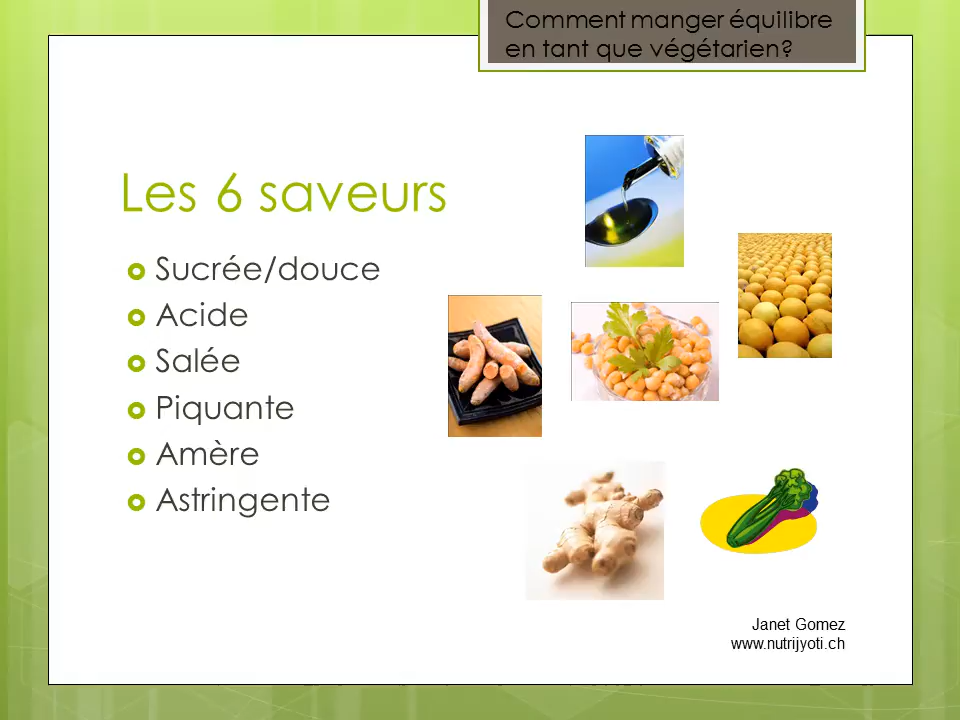 Comment manger équilibre
en tant que végétarien?
Les 6 saveurs
Sucrée/douce
Acide
Salée
Piquante
Amère
Astringente
Janet Gomez
www.nutrijyoti.ch